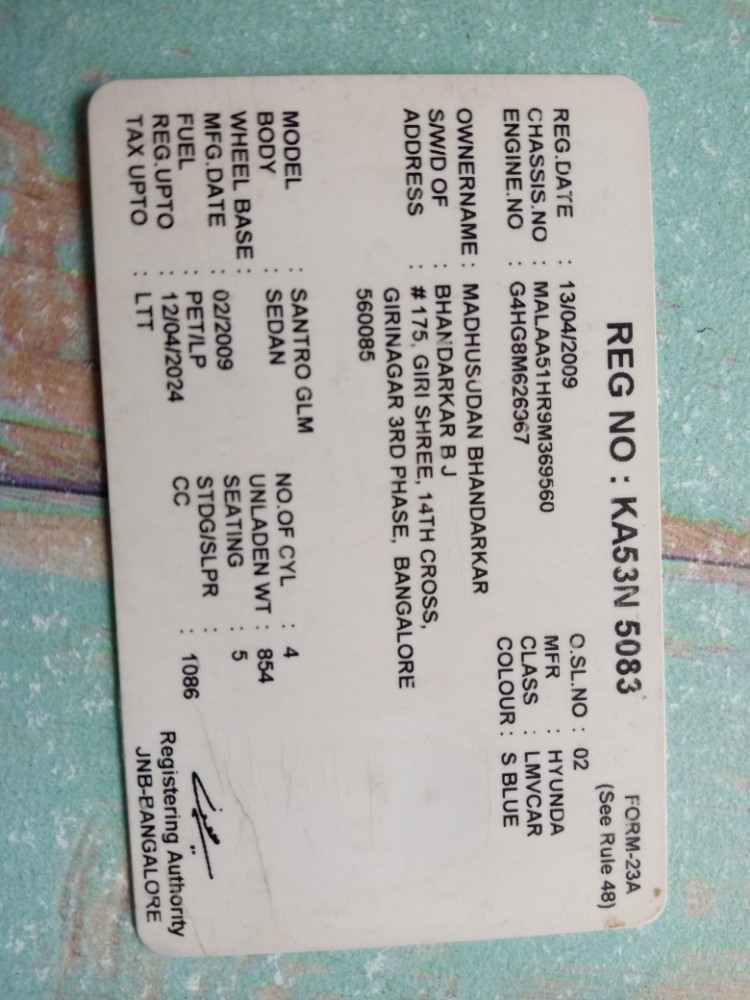 FORM-23A
REG NO : KA53N 5083 (See Rule 48)
REG.DATE : 13/04/2009 O.SL.NO : 02
CHASSIS.NO : MALAA51HR9M369560 MFR : HYUNDA
ENGINE.NO : G4HG8M626367 CLASS : LMVCAR
COLOUR : S BLUE
OWNERNAME : MADHUSUDAN BHANDARKAR
S/W/D OF : BHANDARKAR B J
ADDRESS : # 175, GIRI SHREE, 14TH CROSS,
GIRINAGAR 3RD PHASE, BANGALORE
560085
MODEL : SANTRO GLM NO.OF CYL : 4
BODY : SEDAN UNLADEN WT : 854
WHEEL BASE : SEATING : 5
MFG.DATE : 02/2009 STDG/SLPR :
FUEL : PET/LP CC : 1086
REG.UPTO : 12/04/2024
TAX UPTO : LTT
Registering Authority
JNB-BANGALORE